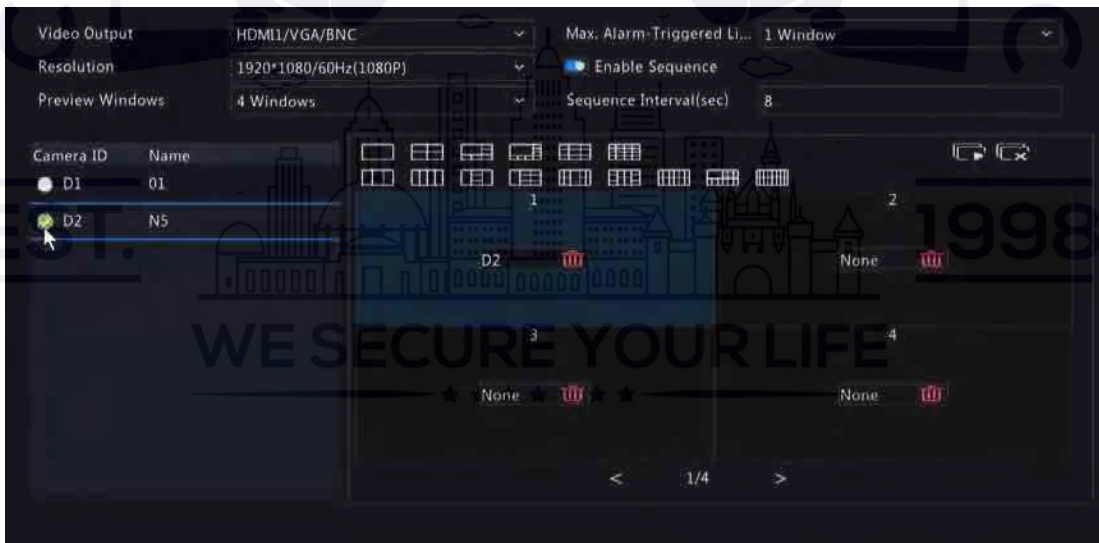 Video Output HDMI1/VGA/BNC Max. Alarm-Triggered Li... 1 Window
Resolution 1920*1080/60Hz(1080P) Enable Sequence
Preview Windows 4 Windows Sequence Interval(sec) 8
Camera ID Name
D1 01
D2 N5
1 2
D2 None
3 4
None None
< 1/4 >
EST. 1998
WE SECURE YOUR LIFE